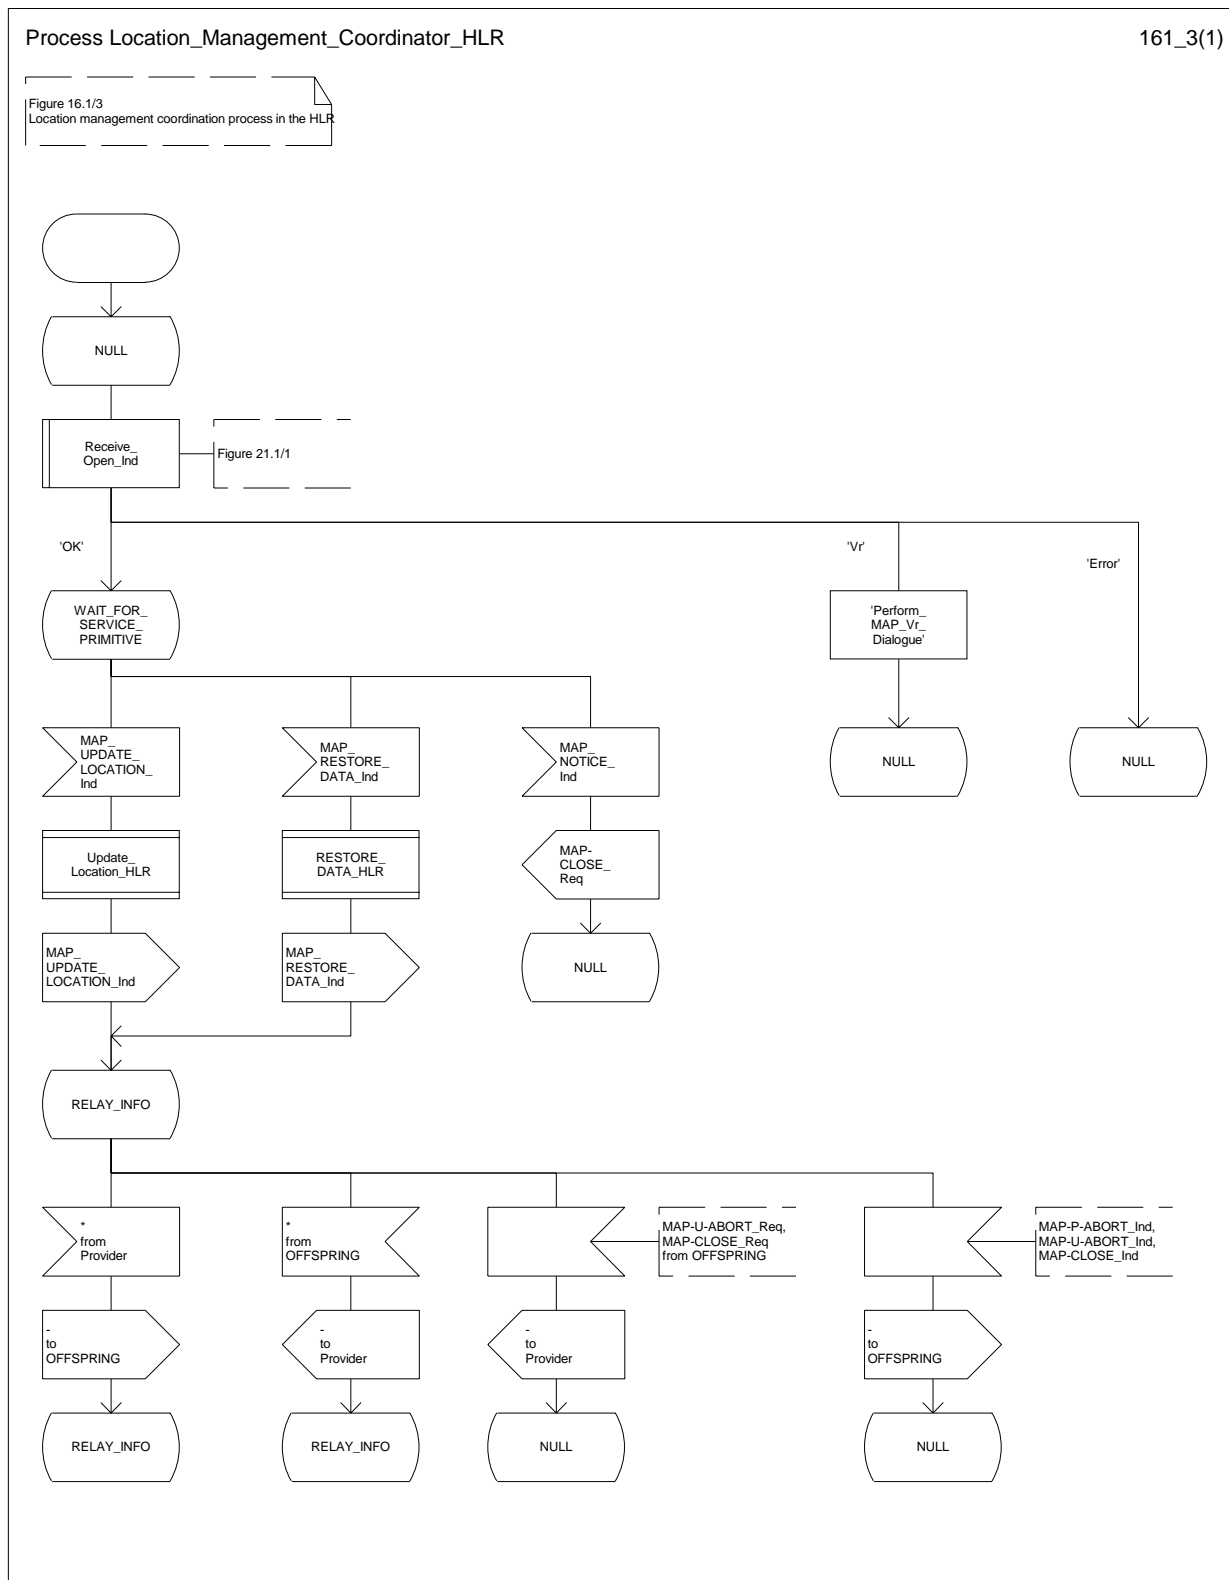 Process Location_Management_Coordinator_HLR
161_3(1)
Figure 16.1/3
Location management coordination process in the HLR
NULL
Receive_
Open_Ind
Figure 21.1/1
'OK'
'Vr'
'Error'
WAIT_FOR_
SERVICE_
PRIMITIVE
'Perform_
MAP_Vr_
Dialogue'
MAP_
UPDATE_
LOCATION_
Ind
MAP_
RESTORE_
DATA_Ind
MAP_
NOTICE_
Ind
NULL
NULL
Update_
Location_HLR
RESTORE_
DATA_HLR
MAP-
CLOSE_
Req
MAP_
UPDATE_
LOCATION_Ind
MAP_
RESTORE_
DATA_Ind
NULL
RELAY_INFO
*
from
Provider
*
from
OFFSPRING
MAP-U-ABORT_Req,
MAP-CLOSE_Req
from OFFSPRING
MAP-P-ABORT_Ind,
MAP-U-ABORT_Ind,
MAP-CLOSE_Ind
-
to
OFFSPRING
-
to
Provider
-
to
Provider
-
to
OFFSPRING
RELAY_INFO
RELAY_INFO
NULL
NULL